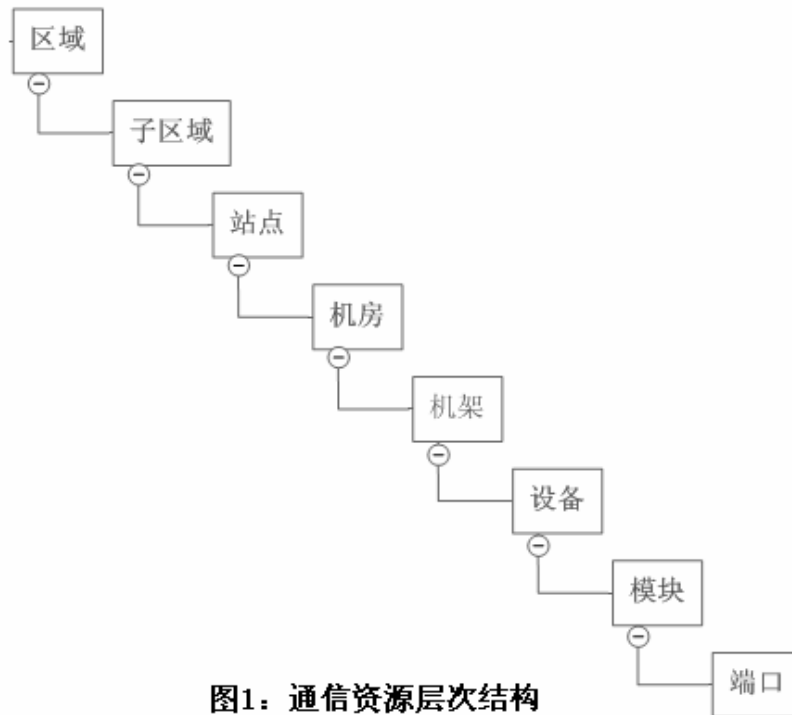 区域
子区域
站点
机房
机架
设备
模块
端口
图1：通信资源层次结构